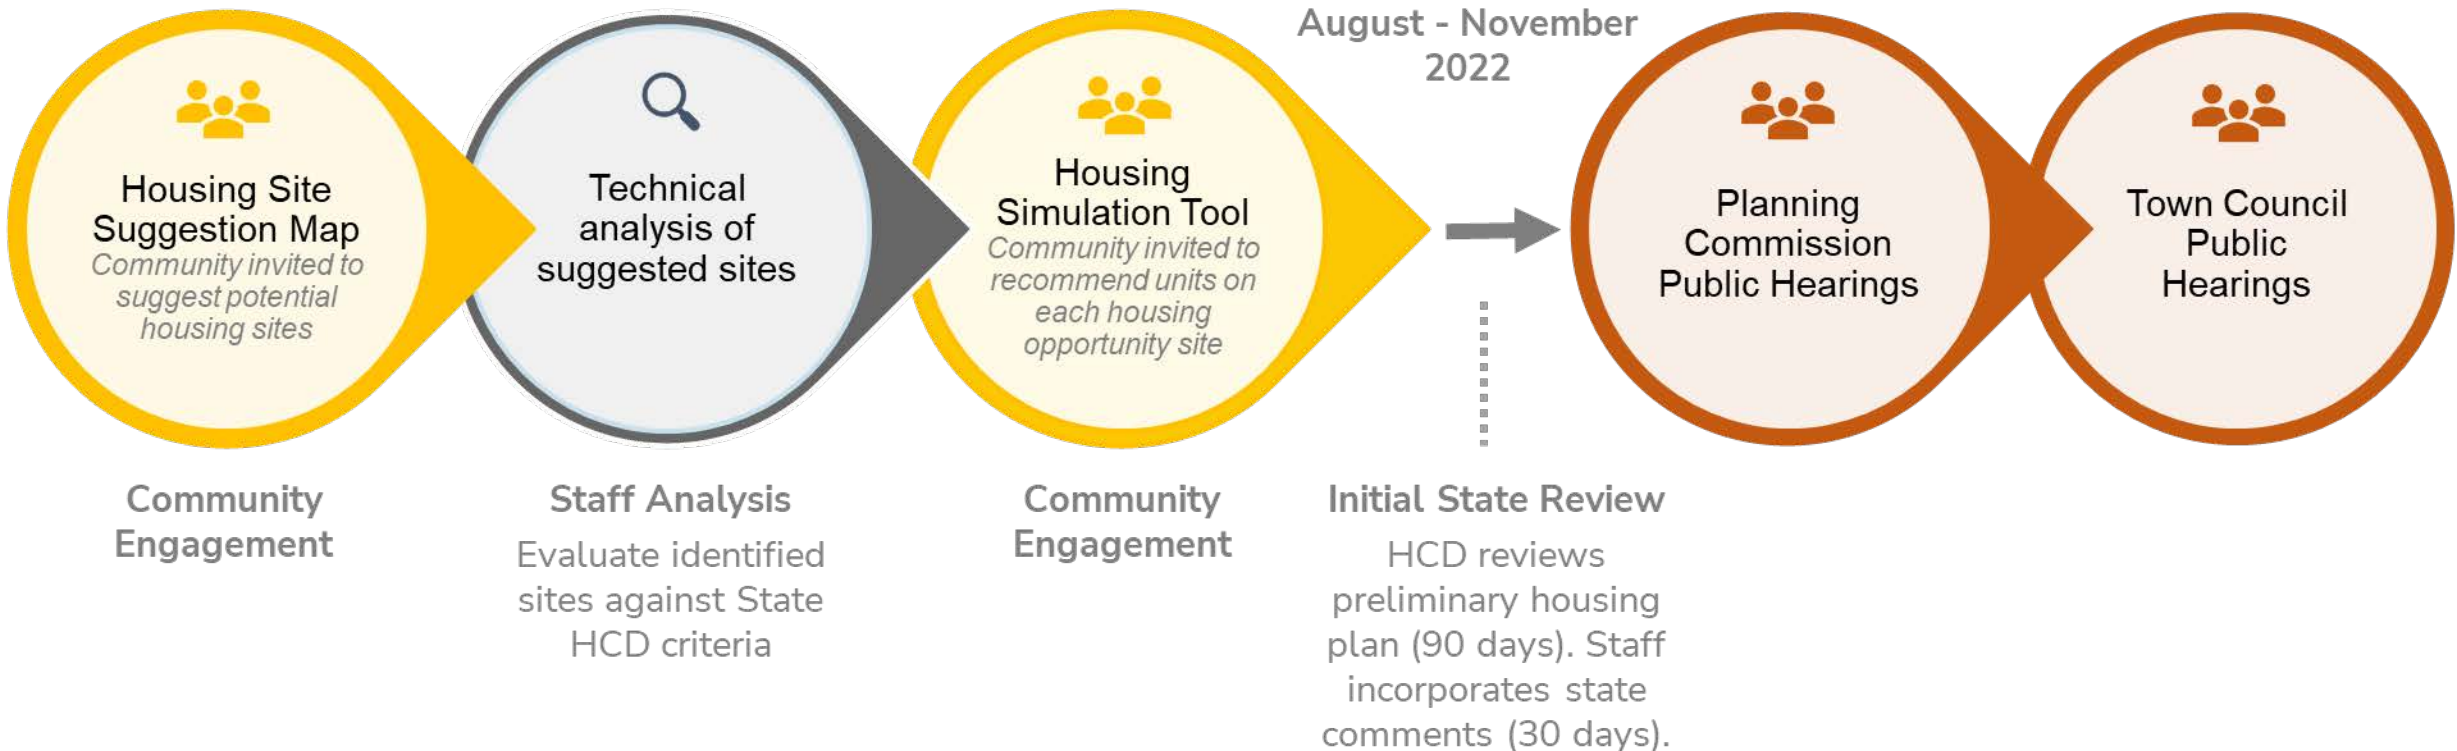 August - November
2022
Housing Site
Suggestion Map
Community invited to
suggest potential
housing sites
Technical
analysis of
suggested sites
Housing
Simulation Tool
Community invited to
recommend units on
each housing
opportunity site
Planning
Commission
Public Hearings
Town Council
Public
Hearings
Community
Engagement
Staff Analysis
Evaluate identified
sites against State
HCD criteria
Community
Engagement
Initial State Review
HCD reviews
preliminary housing
plan (90 days). Staff
incorporates state
comments (30 days).